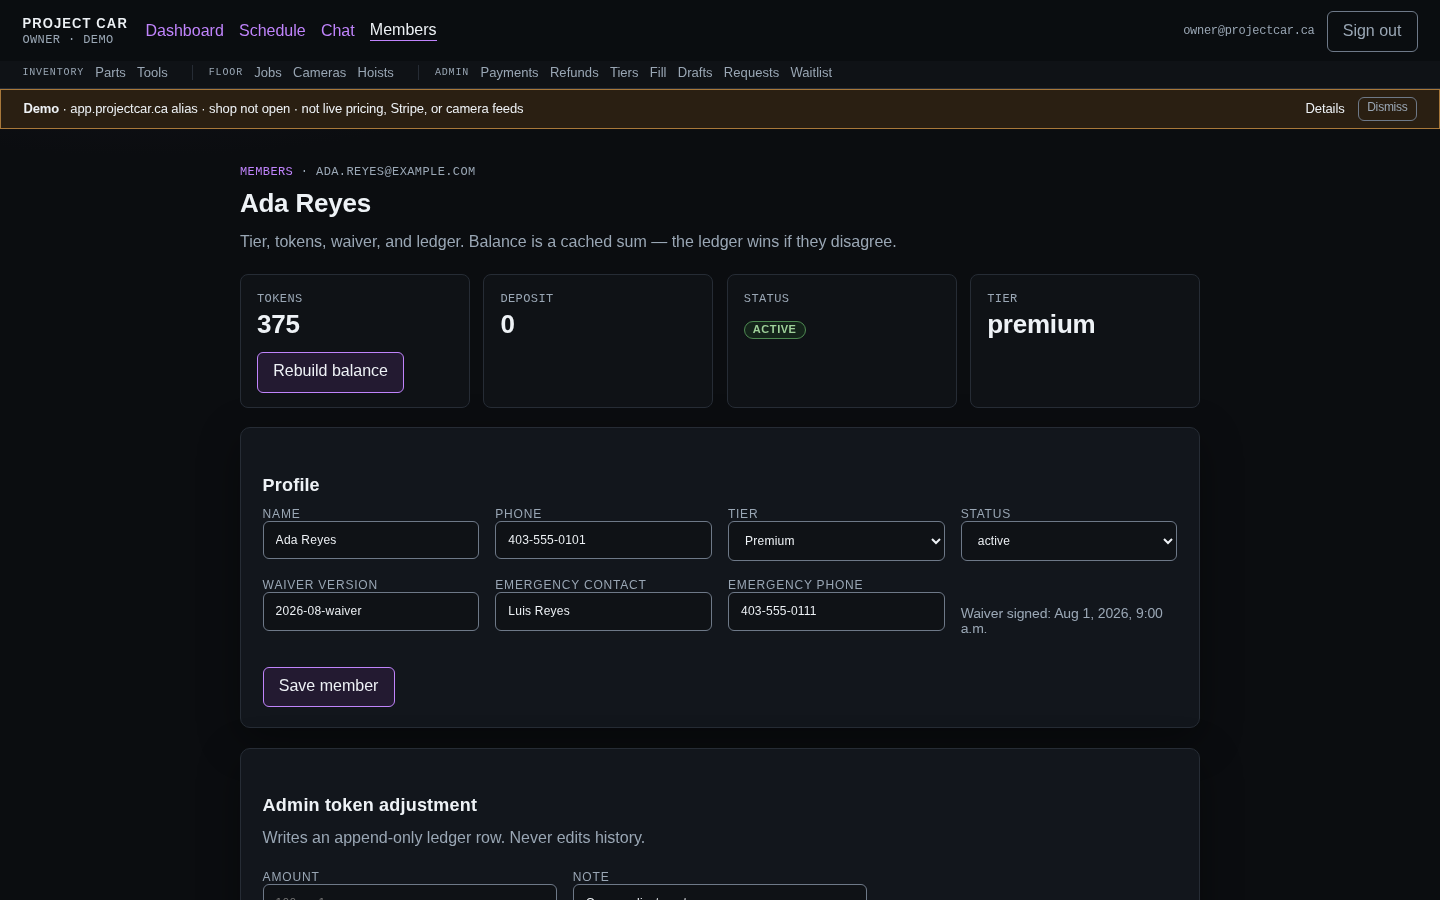 PROJECT CAR
OWNER · DEMO
Dashboard Schedule Chat Members
owner@projectcar.ca Sign out
INVENTORY Parts Tools FLOOR Jobs Cameras Hoists ADMIN Payments Refunds Tiers Fill Drafts Requests Waitlist
Demo · app.projectcar.ca alias · shop not open · not live pricing, Stripe, or camera feeds Details Dismiss
MEMBERS · ADA.REYES@EXAMPLE.COM
Ada Reyes
Tier, tokens, waiver, and ledger. Balance is a cached sum — the ledger wins if they disagree.
TOKENS DEPOSIT STATUS TIER
375 0 ACTIVE premium
Rebuild balance
Profile
NAME PHONE TIER STATUS
Ada Reyes 403-555-0101 Premium active
WAIVER VERSION EMERGENCY CONTACT EMERGENCY PHONE
2026-08-waiver Luis Reyes 403-555-0111 Waiver signed: Aug 1, 2026, 9:00
a.m.
Save member
Admin token adjustment
Writes an append-only ledger row. Never edits history.
AMOUNT NOTE